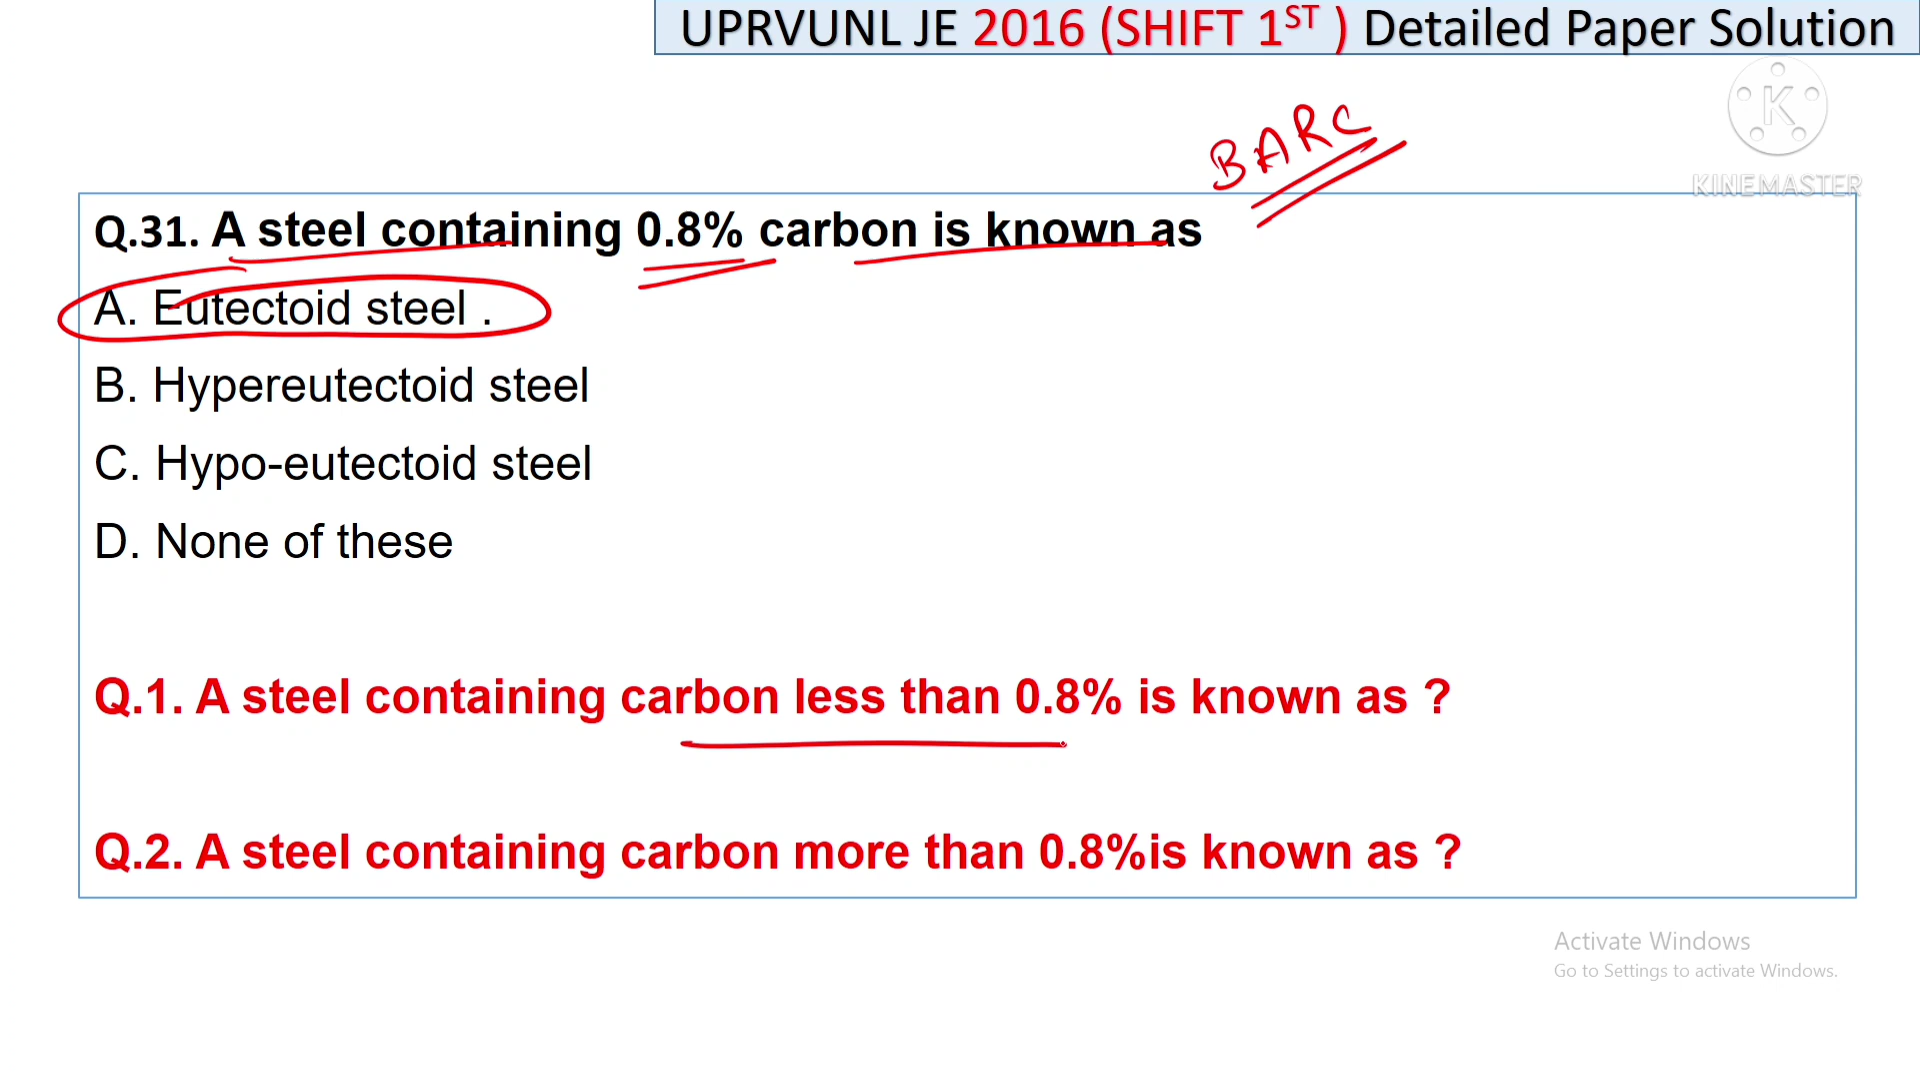 UPRVUNL JE 2016 (SHIFT 1ST ) Detailed Paper Solution
K
KINEMASTER
BARC
Q.31. A steel containing 0.8% carbon is known as
A. Eutectoid steel .
B. Hypereutectoid steel
C. Hypo-eutectoid steel
D. None of these
Q.1. A steel containing carbon less than 0.8% is known as ?
Q.2. A steel containing carbon more than 0.8%is known as ?
Activate Windows
Go to Settings to activate Windows.